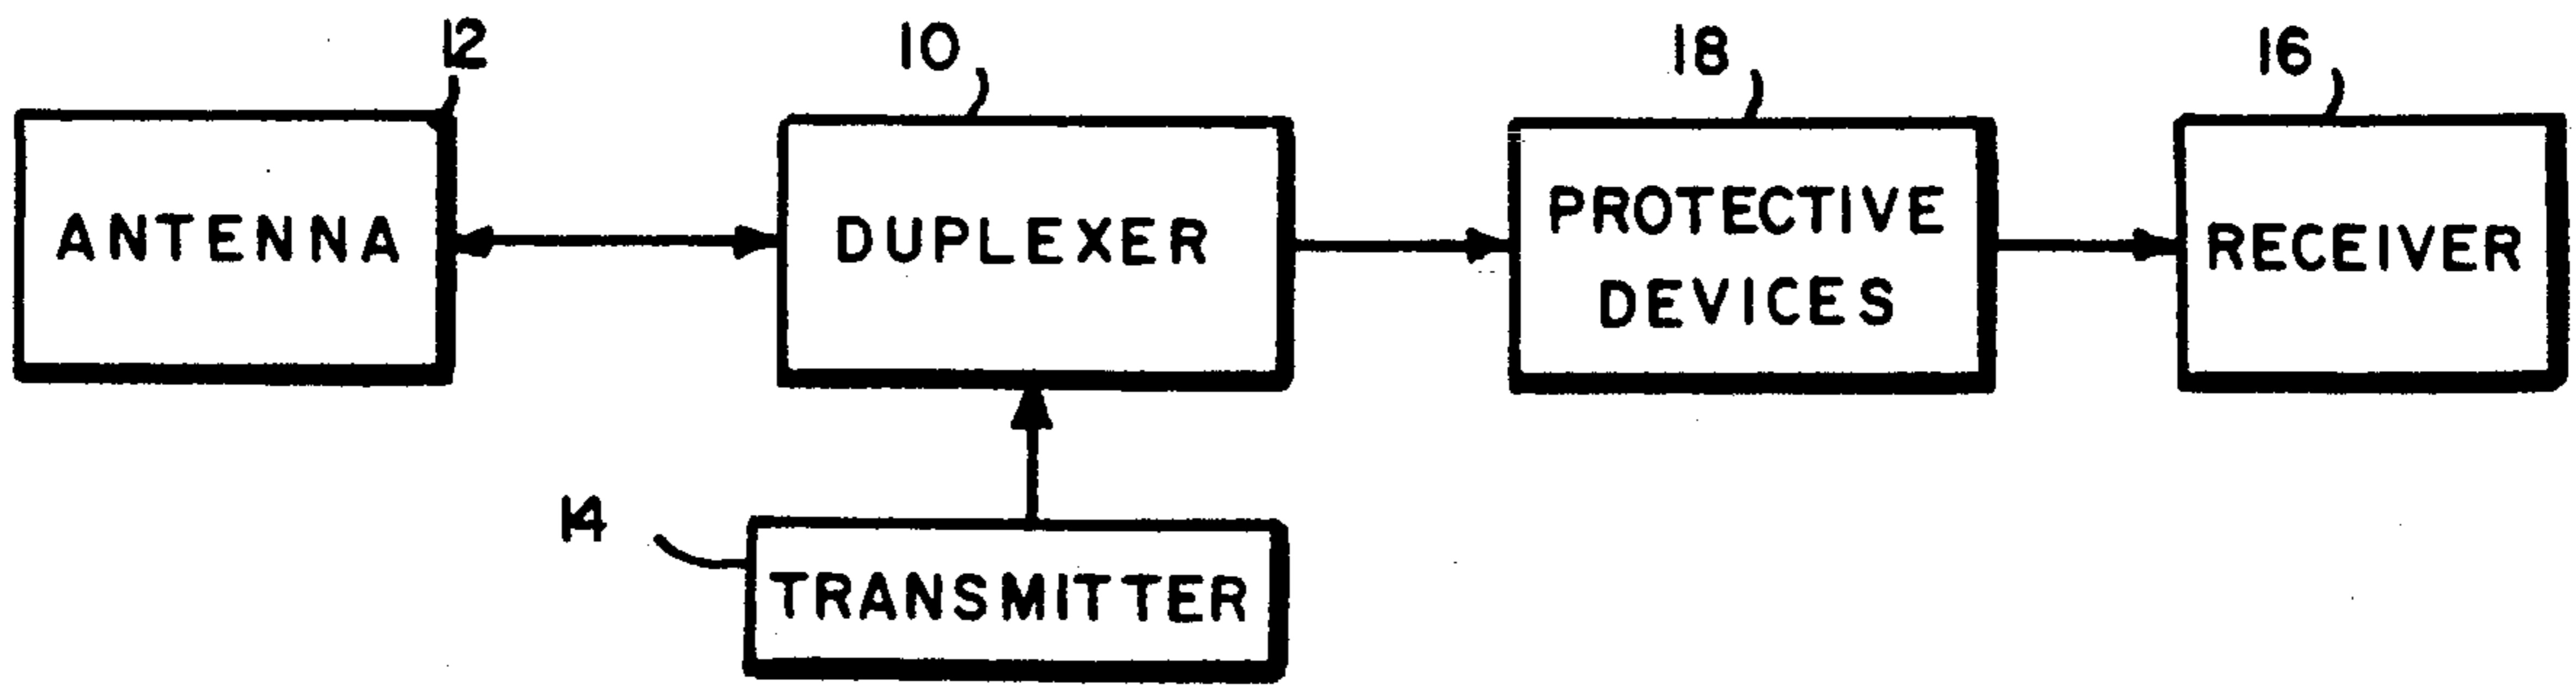 12
10
18
16
ANTENNA
DUPLEXER
PROTECTIVE
DEVICES
RECEIVER
14
TRANSMITTER